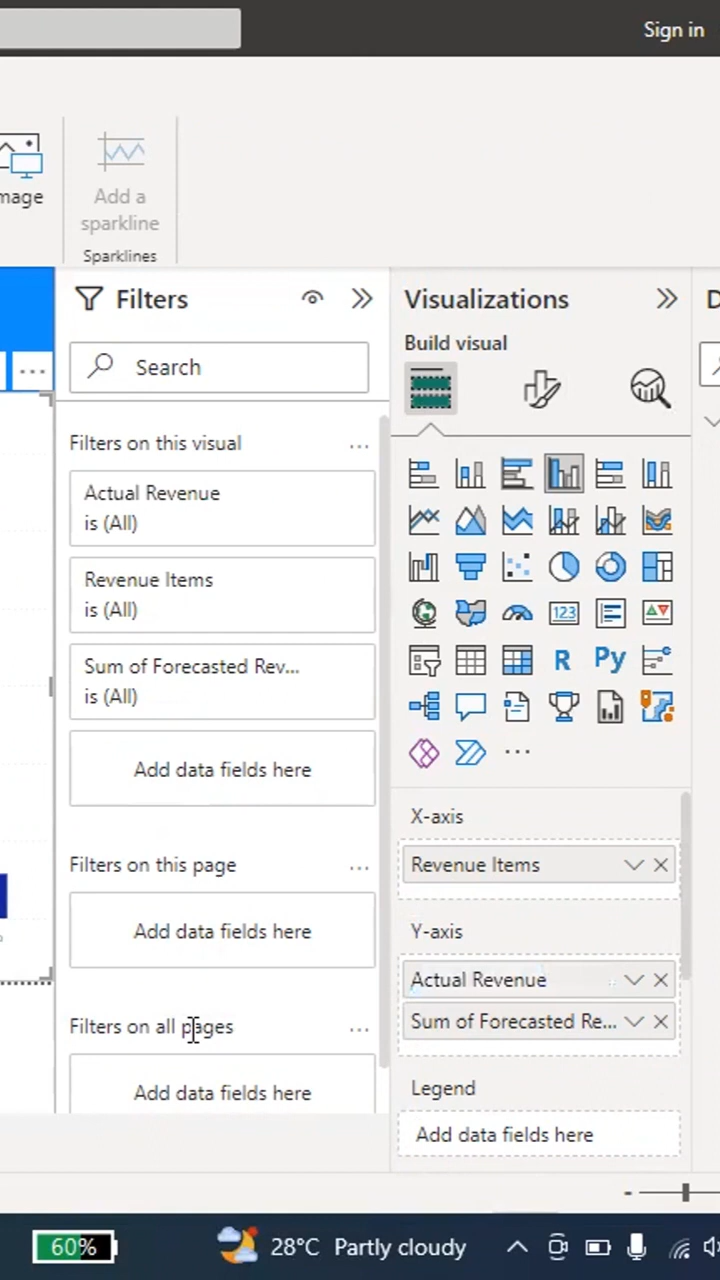 Sign in
mage
Add a
sparkline
Sparklines
Filters
Search
Filters on this visual
Actual Revenue
is (All)
Revenue Items
is (All)
Sum of Forecasted Rev...
is (All)
Add data fields here
Filters on this page
Add data fields here
Filters on all pages
Add data fields here
Visualizations
Build visual
123
R
Py
X-axis
Revenue Items
Y-axis
Actual Revenue
Sum of Forecasted Re...
Legend
Add data fields here
D
60%
28°C Partly cloudy